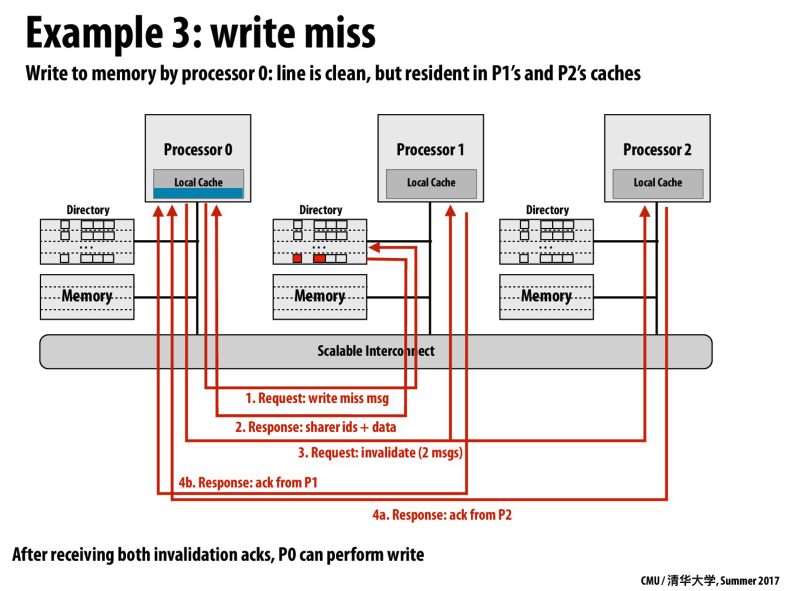 Example 3: write miss
Write to memory by processor 0: line is clean, but resident in P1's and P2's caches
Processor 0
Local Cache
Processor 1
Local Cache
Processor 2
Local Cache
Directory
Directory
Directory
...
...
...
Memory
Memory
Memory
Scalable Interconnect
1. Request: write miss msg
2. Response: sharer ids + data
3. Request: invalidate (2 msgs)
4b. Response: ack from P1
4a. Response: ack from P2
After receiving both invalidation acks, P0 can perform write
CMU / 清华大学, Summer 2017